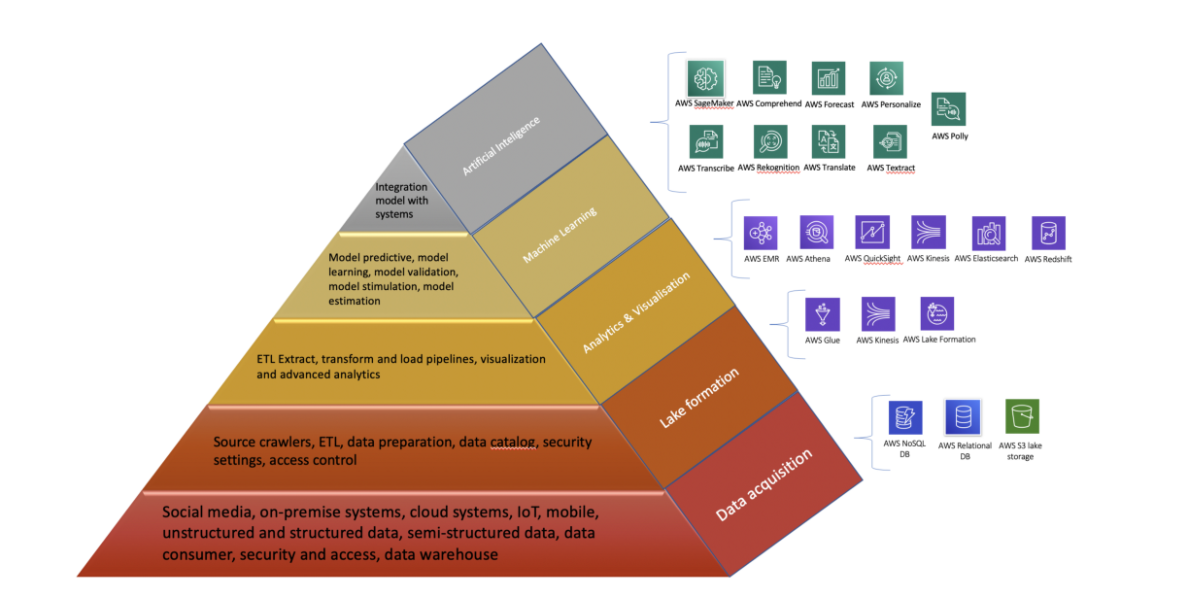 Artificial Inteligence
Integration
model with
systems
Machine Learning
Model predictive, model
learning, model validation,
model stimulation, model
estimation
Analytics & Visualisation
ETL Extract, transform and load pipelines, visualization
and advanced analytics
Lake formation
Source crawlers, ETL, data preparation, data catalog, security
settings, access control
Data acquisition
Social media, on-premise systems, cloud systems, IoT, mobile,
unstructured and structured data, semi-structured data, data
consumer, security and access, data warehouse
AWS SageMaker AWS Comprehend AWS Forecast AWS Personalize
AWS Polly
AWS Transcribe AWS Rekognition AWS Translate AWS Textract
AWS EMR AWS Athena AWS QuickSight AWS Kinesis AWS Elasticsearch AWS Redshift
AWS Glue AWS Kinesis AWS Lake Formation
AWS NoSQL
DB
AWS Relational
DB
AWS S3 lake
storage